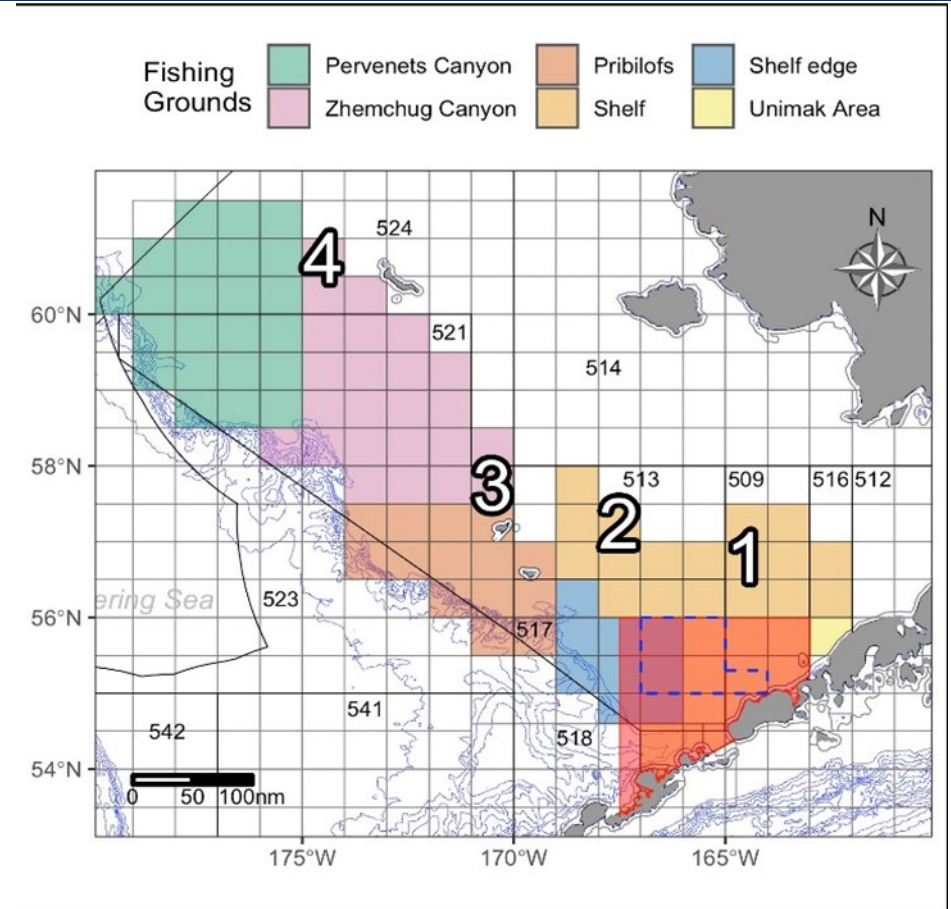 Fishing
Grounds
Pervenets Canyon
Pribilofs
Shelf edge
Zhemchug Canyon
Shelf
Unimak Area
N
4
524
60°N
521
514
58°N
3
513
509
516
512
2
1
ering Sea
523
56°N
517
541
542
518
54°N
0 50 100nm
175°W
170°W
165°W